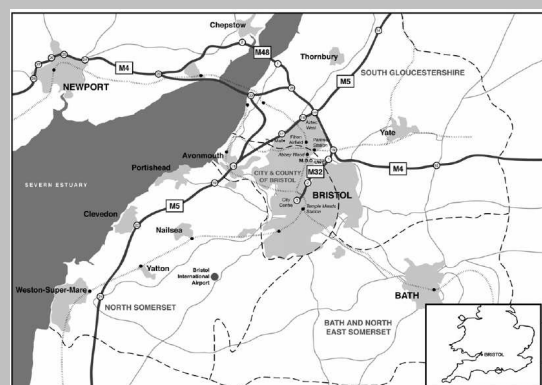 Chepstow
M48
Thornbury
M4
M5
SOUTH GLOUCESTERSHIRE
NEWPORT
Yate
Avonmouth
Portishead
M4
CITY & COUNTY
OF BRISTOL
M32
SEVERN ESTUARY
BRISTOL
City
Centre
Temple Meads
Station
M5
Clevedon
Nailsea
Yatton
Bristol
International
Airport
Weston-Super-Mare
BATH
NORTH SOMERSET
BATH AND NORTH
EAST SOMERSET
BRISTOL